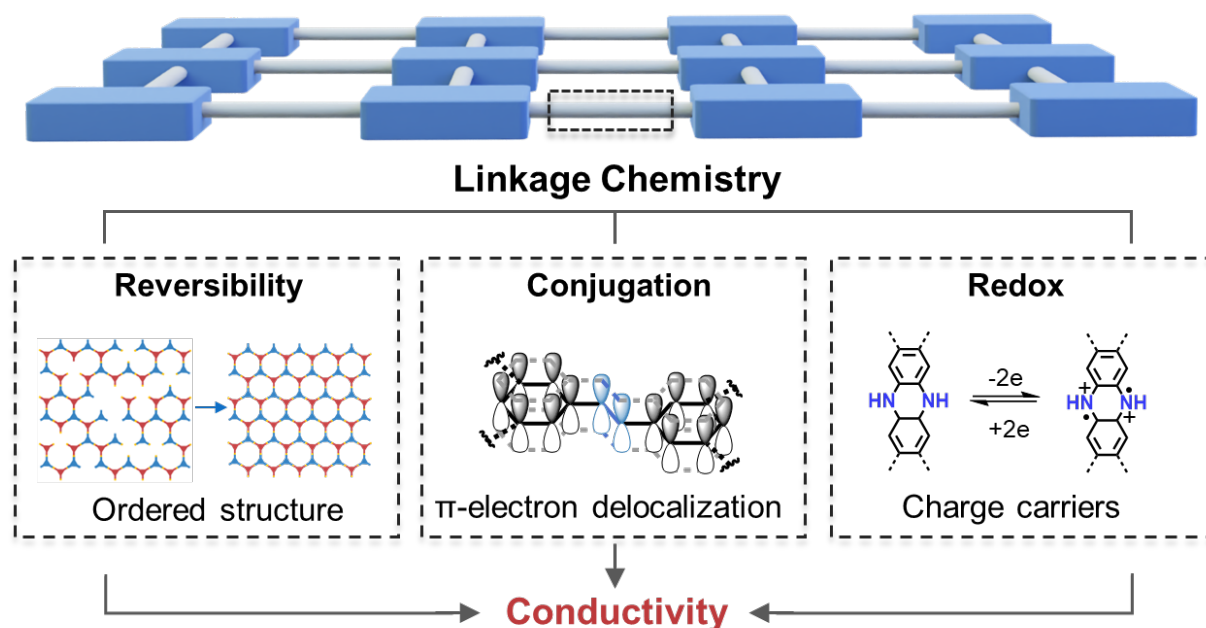 Linkage Chemistry
Reversibility
Ordered structure
Conjugation
π-electron delocalization
Redox
HN NH
-2e
+2e
+ •
HN NH
• +
Charge carriers
Conductivity